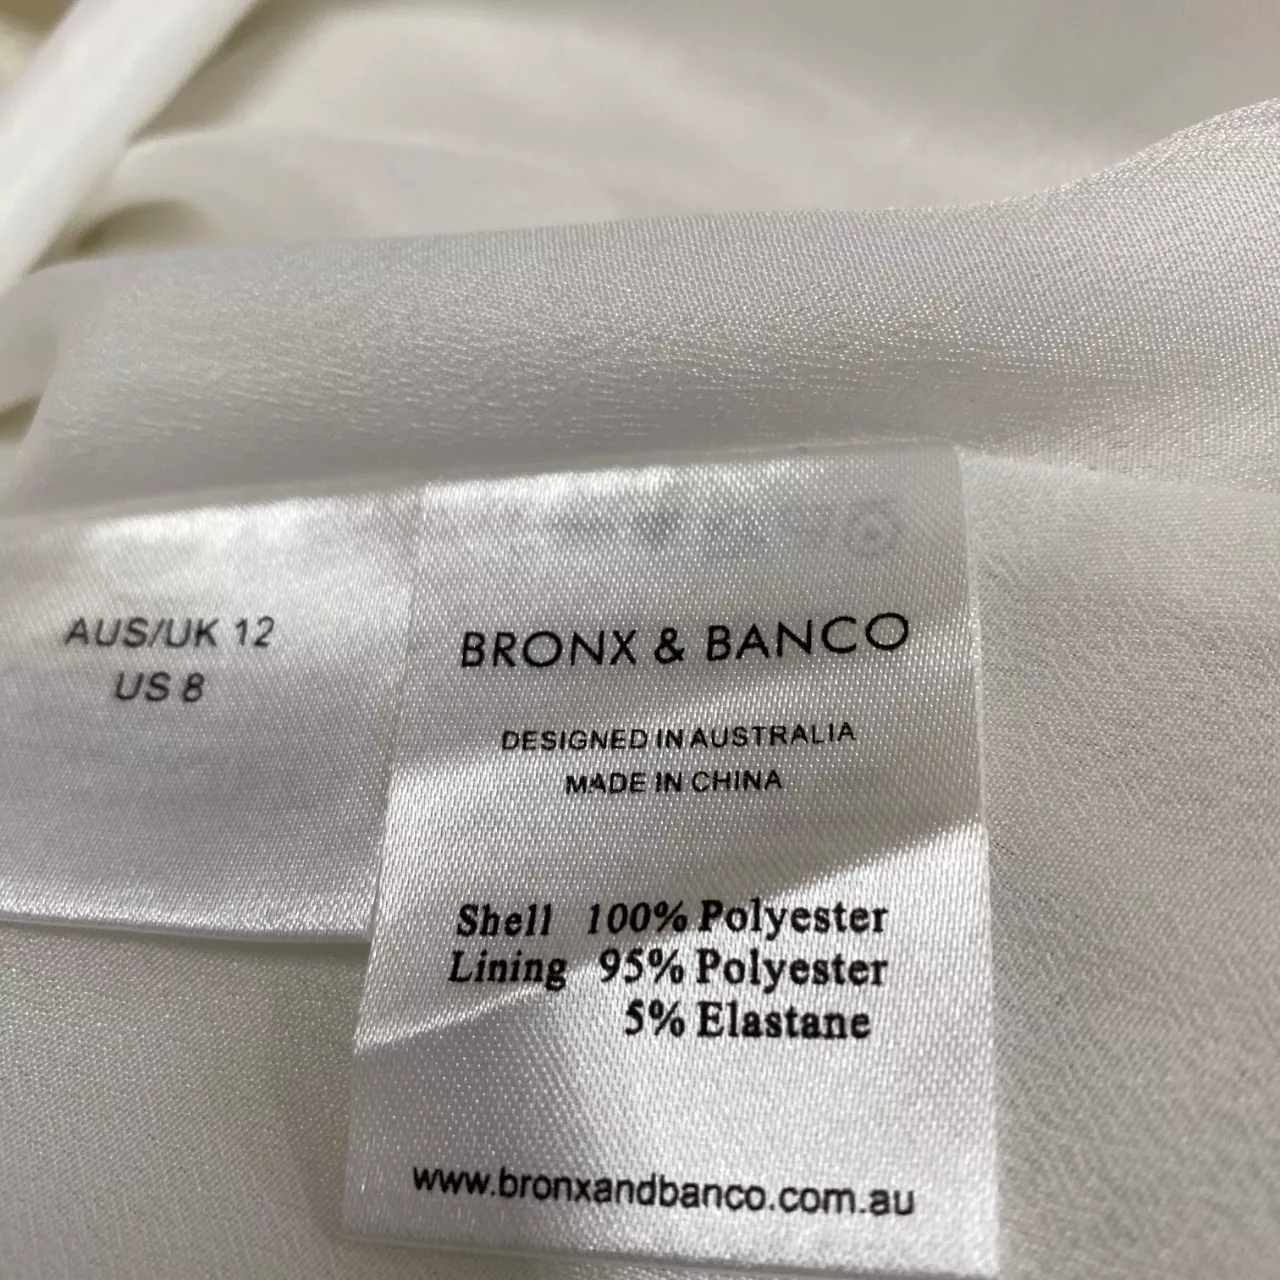 AUS/UK 12
US 8
BRONX & BANCO
DESIGNED IN AUSTRALIA
MADE IN CHINA
Shell 100% Polyester
Lining 95% Polyester
5% Elastane
www.bronxandbanco.com.au